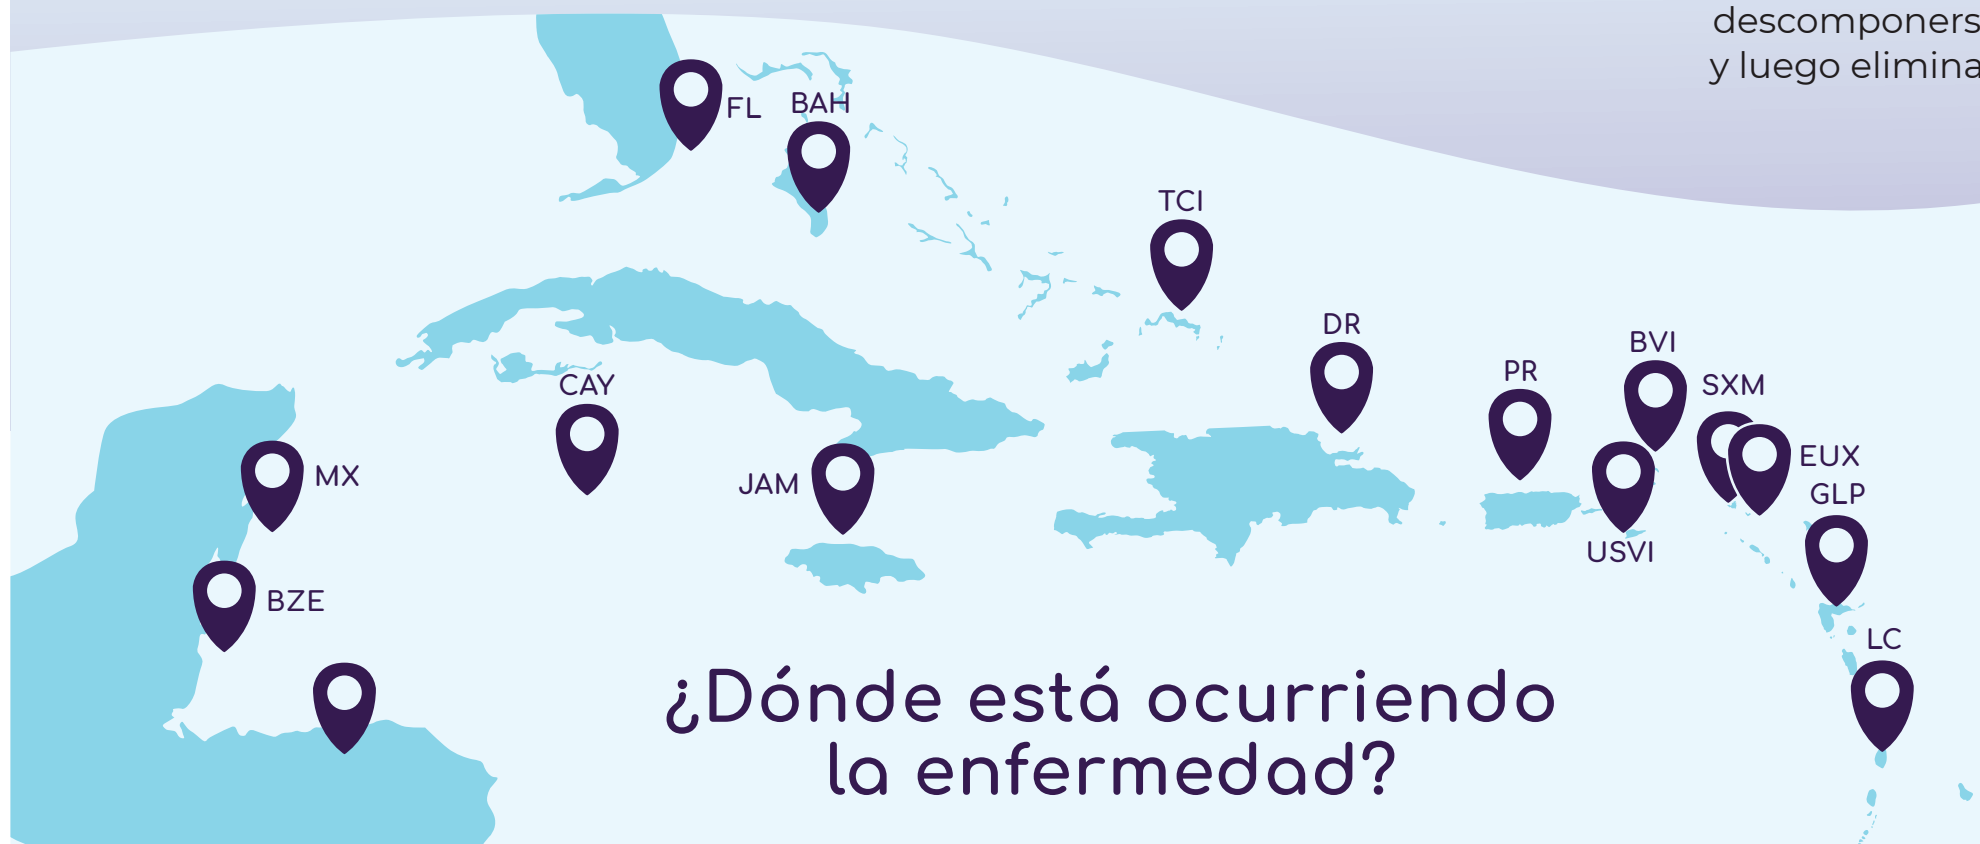 descomponers
y luego elimina
FL
BAH
TCI
DR
BVI
PR
SXM
CAY
MX
JAM
EUX
GLP
USVI
BZE
LC
¿Dónde está ocurriendo
la enfermedad?